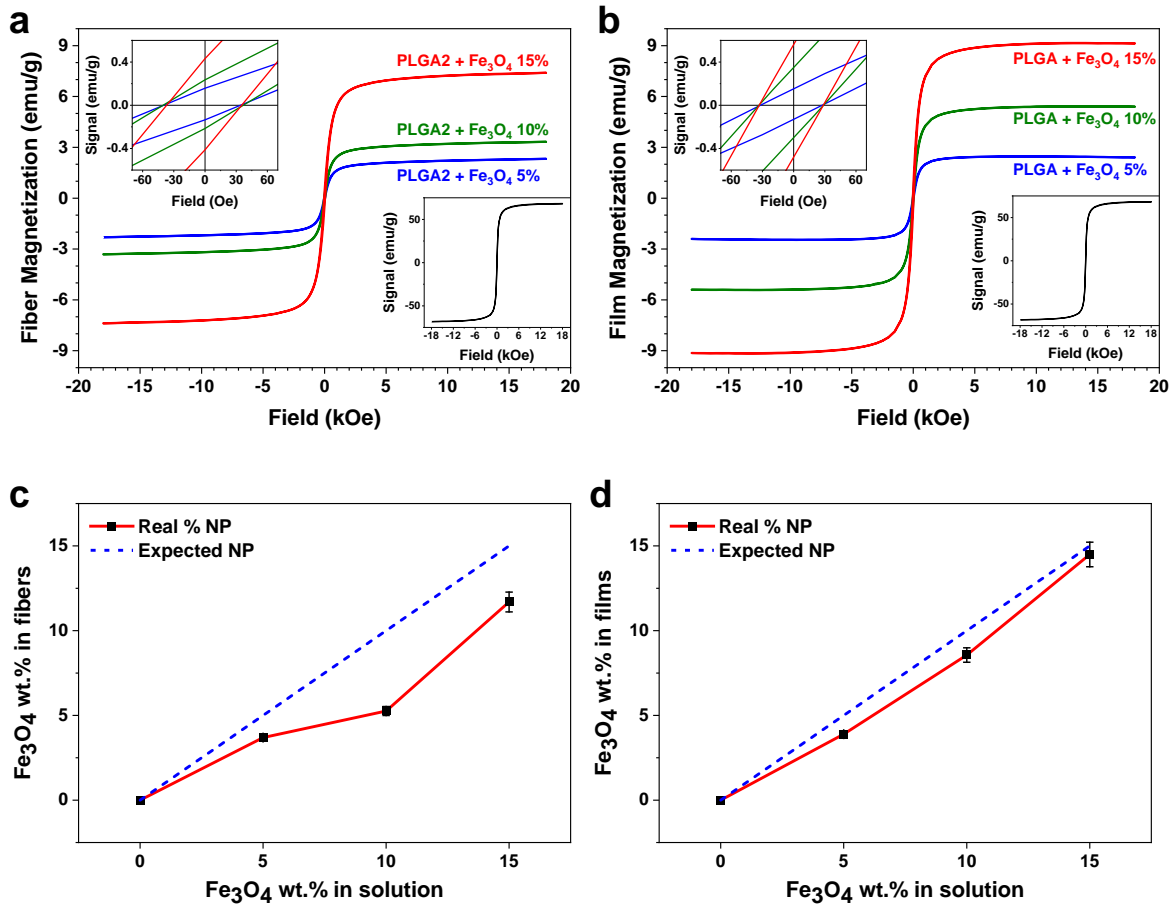 a
Fiber Magnetization (emu/g)
9
6
3
0
-3
-6
-9
-20 -15 -10 -5 0 5 10 15 20
Field (kOe)
PLGA2 + Fe₃O₄ 15%
PLGA2 + Fe₃O₄ 10%
PLGA2 + Fe₃O₄ 5%
Signal (emu/g)
0.4
0.0
-0.4
-60 -30 0 30 60
Field (Oe)
Signal (emu/g)
50
0
-50
-18 -12 -6 0 6 12 18
Field (kOe)
b
Film Magnetization (emu/g)
9
6
3
0
-3
-6
-9
-20 -15 -10 -5 0 5 10 15 20
Field (kOe)
PLGA + Fe₃O₄ 15%
PLGA + Fe₃O₄ 10%
PLGA + Fe₃O₄ 5%
Signal (emu/g)
0.4
0.0
-0.4
-60 -30 0 30 60
Field (Oe)
Signal (emu/g)
50
0
-50
-18 -12 -6 0 6 12 18
Field (kOe)
c
Real % NP
Expected NP
Fe₃O₄ wt.% in fibers
15
10
5
0
0 5 10 15
Fe₃O₄ wt.% in solution
d
Real % NP
Expected NP
Fe₃O₄ wt.% in films
15
10
5
0
0 5 10 15
Fe₃O₄ wt.% in solution